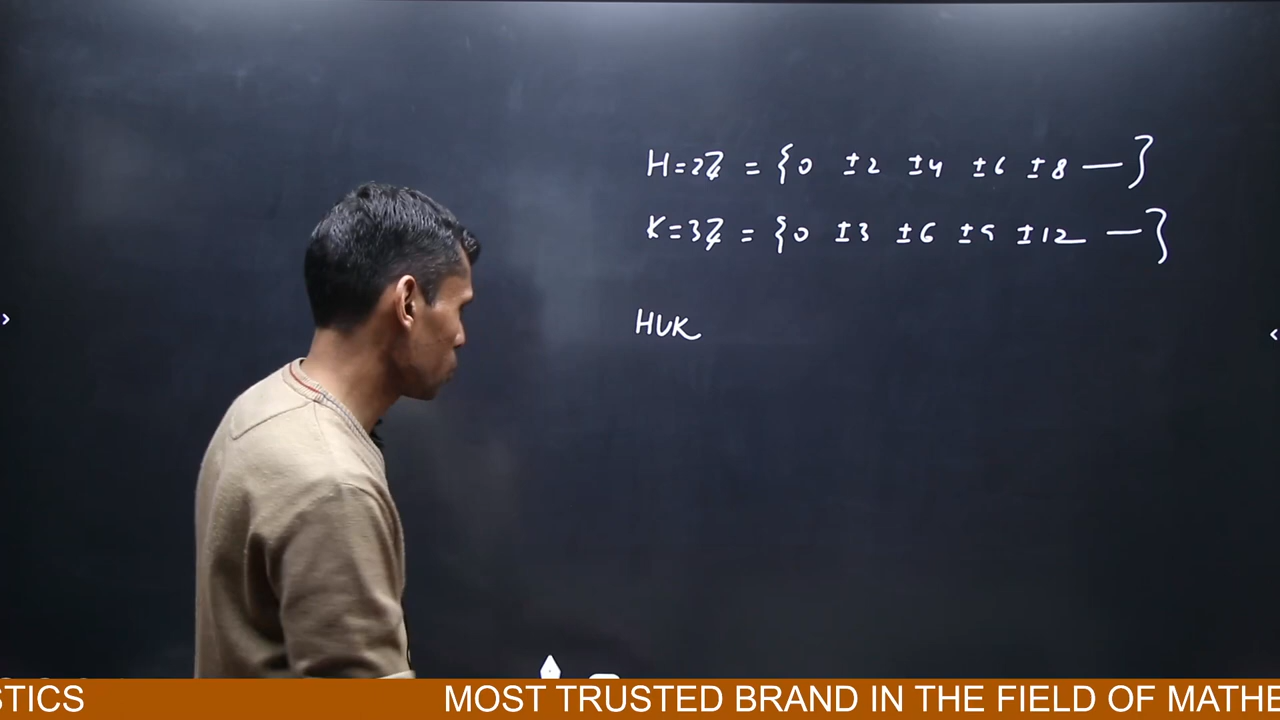 H=2ℤ = {0 ±2 ±4 ±6 ±8 —}
K=3ℤ = {0 ±3 ±6 ±9 ±12 —}
HUK
STICS MOST TRUSTED BRAND IN THE FIELD OF MATHE